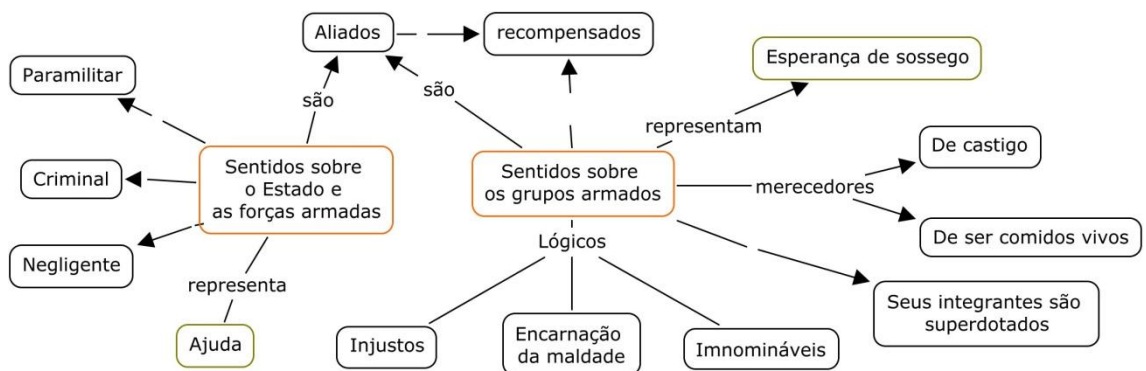 Aliados
recompensados
Esperança de sossego
Paramilitar
são
são
representam
Criminal
Sentidos sobre
o Estado e
as forças armadas
Sentidos sobre
os grupos armados
De castigo
merecedores
Negligente
Lógicos
De ser comidos vivos
representa
Seus integrantes são
superdotados
Ajuda
Injustos
Encarnação
da maldade
Imnomináveis